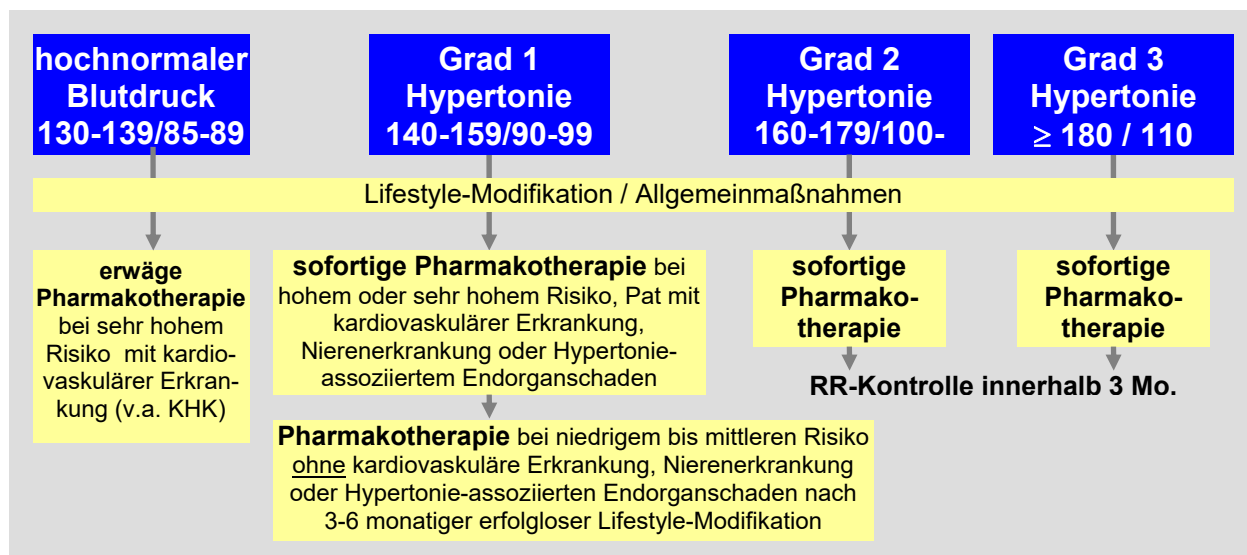 hochnormaler
Blutdruck
130-139/85-89
Grad 1
Hypertonie
140-159/90-99
Grad 2
Hypertonie
160-179/100-
Grad 3
Hypertonie
≥ 180 / 110
Lifestyle-Modifikation / Allgemeinmaßnahmen
erwäge
Pharmakotherapie
bei sehr hohem
Risiko mit kardio-
vaskulärer Erkran-
kung (v.a. KHK)
sofortige Pharmakotherapie bei
hohem oder sehr hohem Risiko, Pat mit
kardiovaskulärer Erkrankung,
Nierenerkrankung oder Hypertonie-
assoziiertem Endorganschaden
Pharmakotherapie bei niedrigem bis mittleren Risiko
ohne kardiovaskuläre Erkrankung, Nierenerkrankung
oder Hypertonie-assoziierten Endorganschaden nach
3-6 monatiger erfolgloser Lifestyle-Modifikation
sofortige
Pharmako-
therapie
sofortige
Pharmako-
therapie
RR-Kontrolle innerhalb 3 Mo.